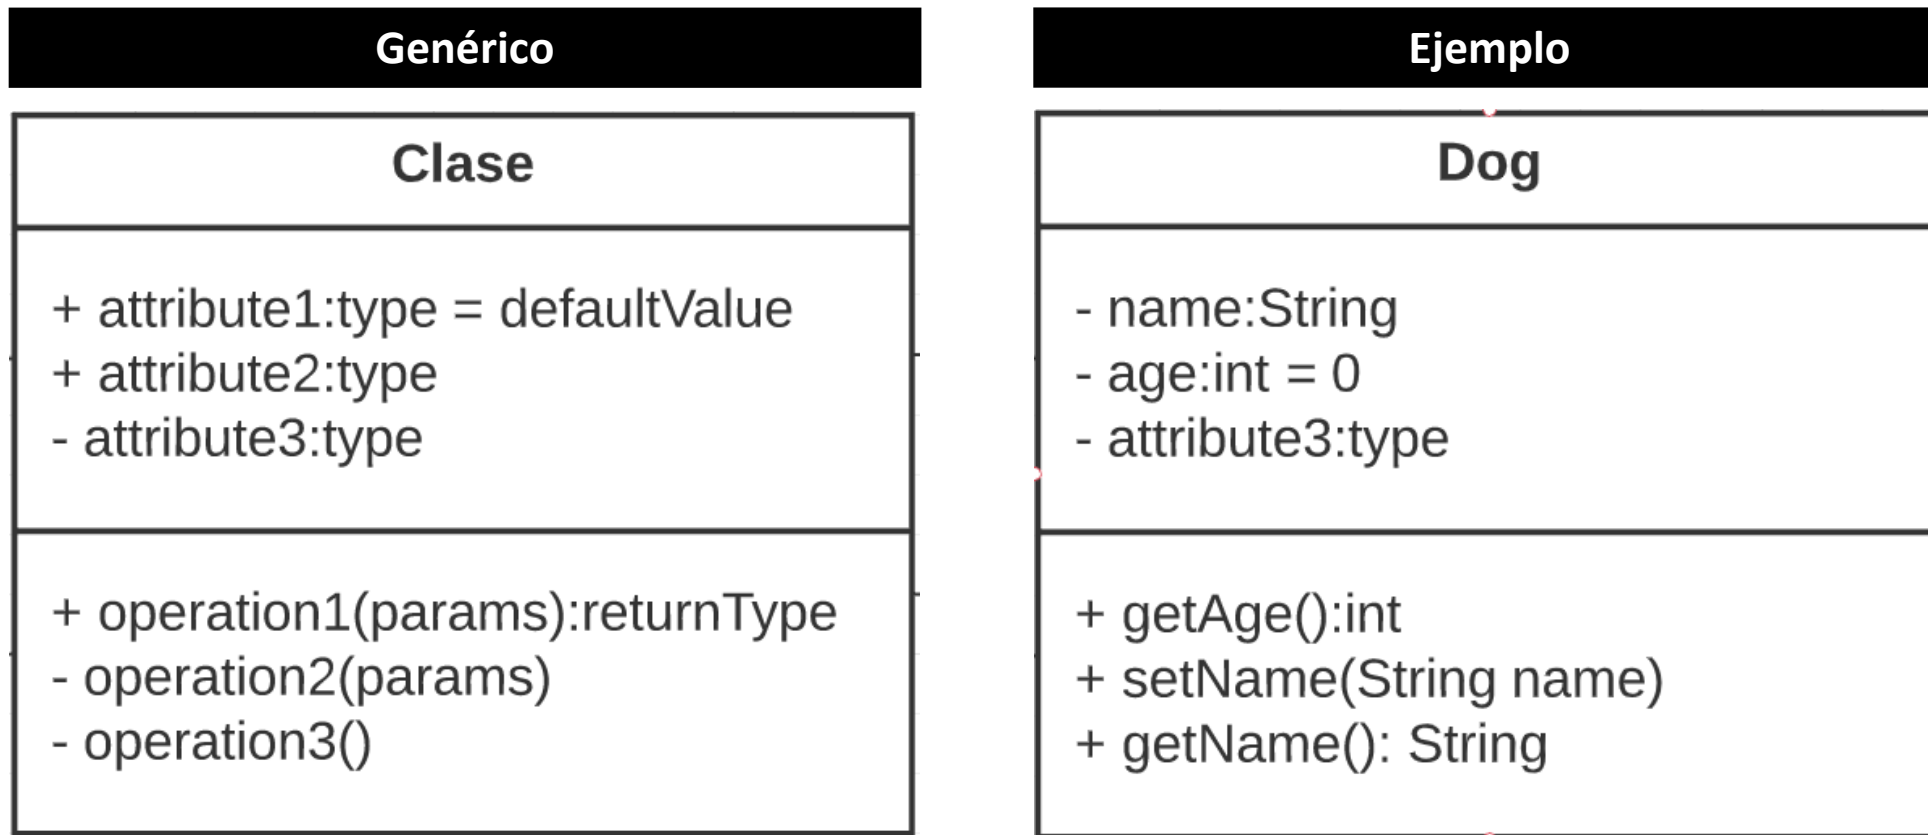 Genérico
Clase
+ attribute1:type = defaultValue
+ attribute2:type
- attribute3:type
+ operation1(params):returnType
- operation2(params)
- operation3()
Ejemplo
Dog
- name:String
- age:int = 0
- attribute3:type
+ getAge():int
+ setName(String name)
+ getName(): String